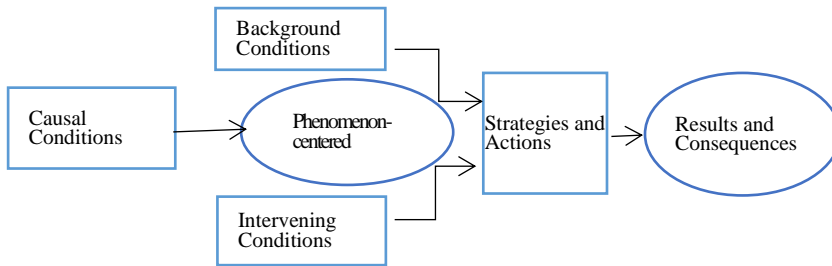 Background
Conditions
Causal
Conditions
Phenomenon-
centered
Strategies and
Actions
Results and
Consequences
Intervening
Conditions